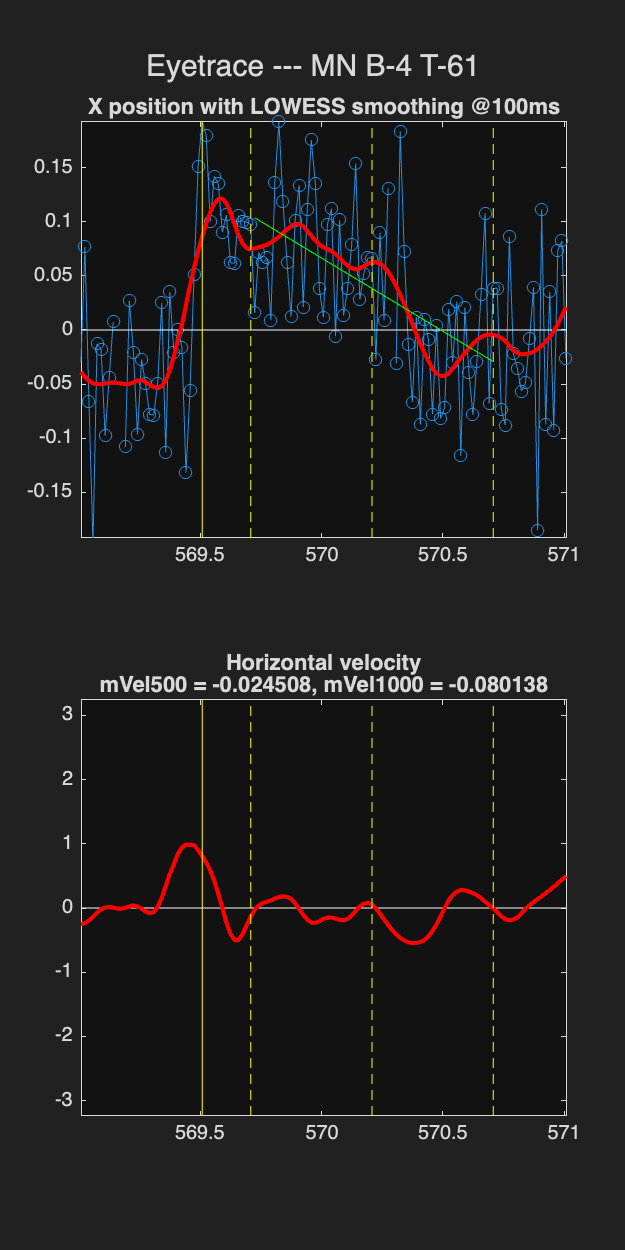 Eyetrace --- MN B-4 T-61
X position with LOWESS smoothing @100ms
0.15
0.1
0.05
0
-0.05
-0.1
-0.15
569.5 570 570.5 571
Horizontal velocity
mVel500 = -0.024508, mVel1000 = -0.080138
3
2
1
0
-1
-2
-3
569.5 570 570.5 571